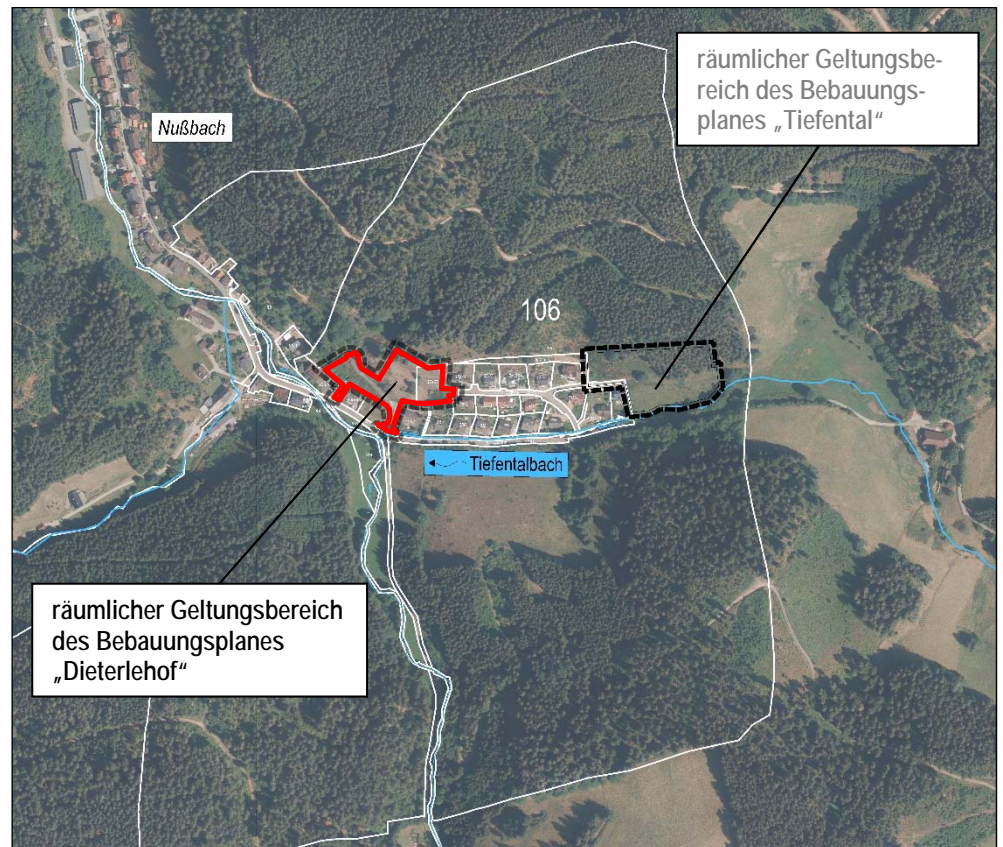 räumlicher Geltungsbe-
reich des Bebauungs-
planes „Tiefental“
Nußbach
106
Tiefentalbach
räumlicher Geltungsbereich
des Bebauungsplanes
„Dieterlehof“